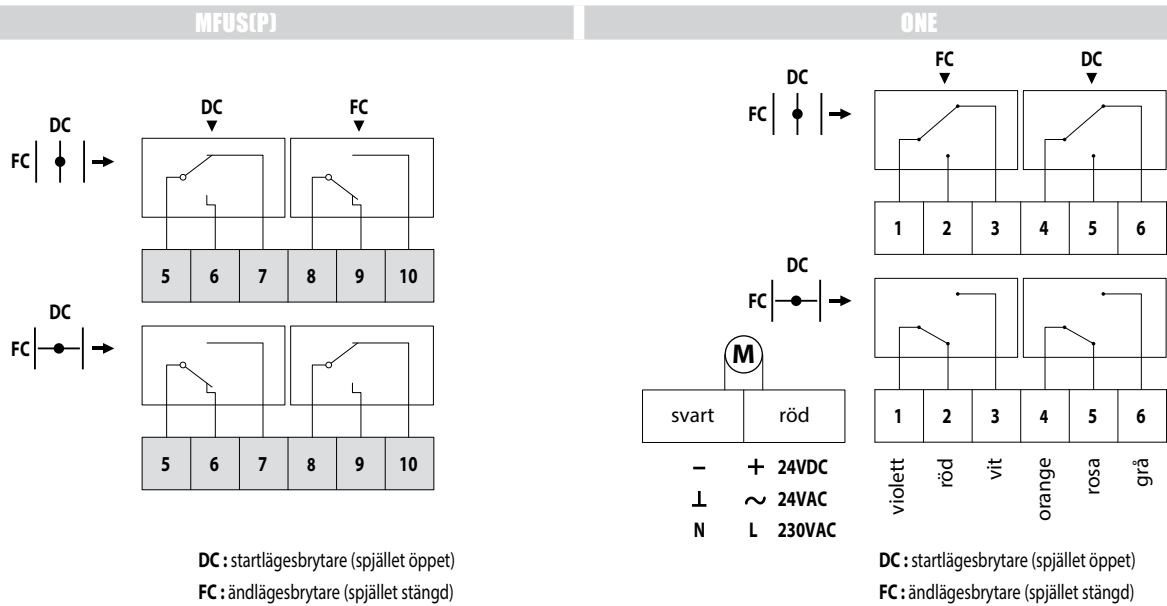 MFUS(P)
DC FC
DC
FC
5 6 7 8 9 10
DC
FC
5 6 7 8 9 10
DC : startlägesbrytare (spjället öppet)
FC : ändlägesbrytare (spjället stängd)
ONE
FC DC
DC
FC
1 2 3 4 5 6
DC
FC
M
svart röd
1 2 3 4 5 6
violett röd vit orange rosa grå
– + 24VDC
⊥ ~ 24VAC
N L 230VAC
DC : startlägesbrytare (spjället öppet)
FC : ändlägesbrytare (spjället stängd)